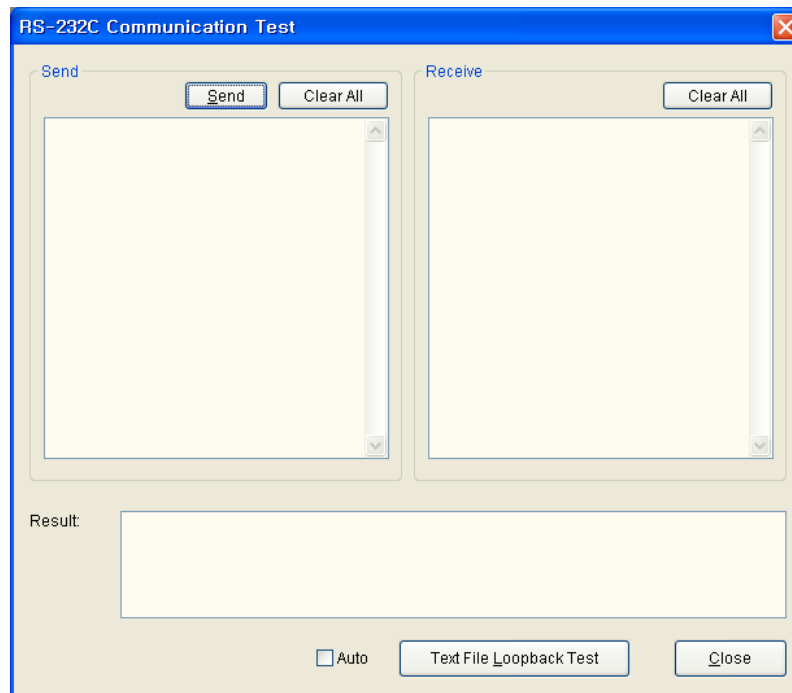 RS-232C Communication Test
Send
Send Clear All
Receive
Clear All
Result:
Auto
Text File Loopback Test
Close